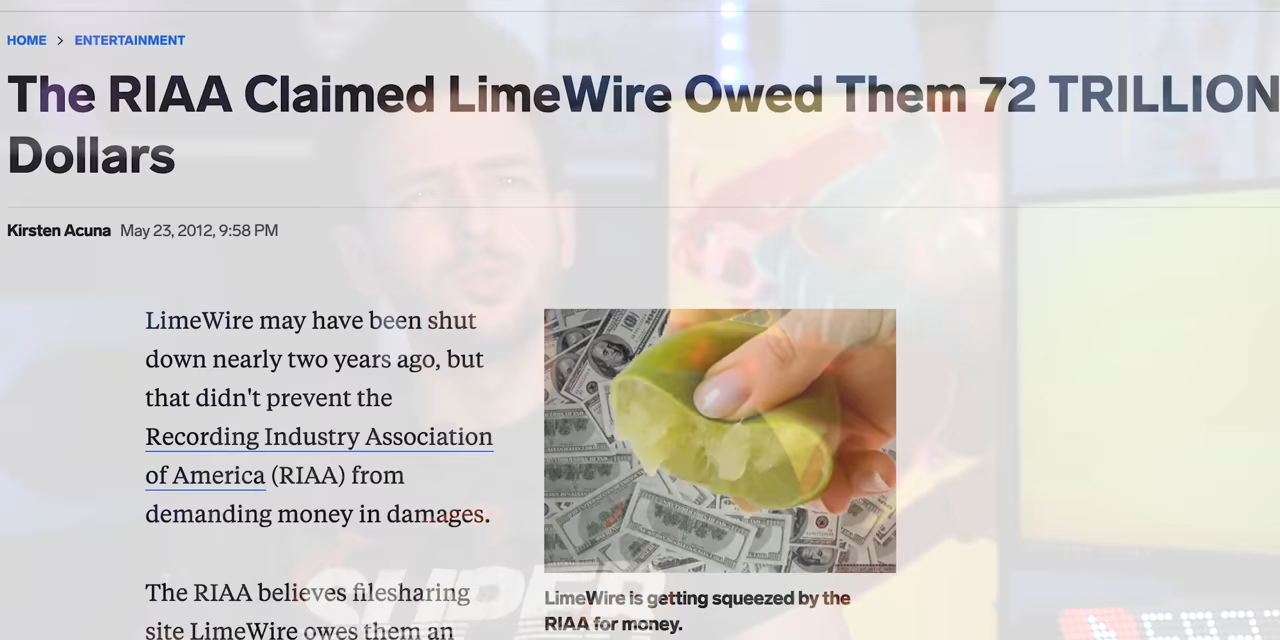 HOME > ENTERTAINMENT
The RIAA Claimed LimeWire Owed Them 72 TRILLION
Dollars
Kirsten Acuna May 23, 2012, 9:58 PM
LimeWire may have been shut
down nearly two years ago, but
that didn't prevent the
Recording Industry Association
of America (RIAA) from
demanding money in damages.
The RIAA believes filesharing
site LimeWire owes them an
LimeWire is getting squeezed by the
RIAA for money.
SUPER